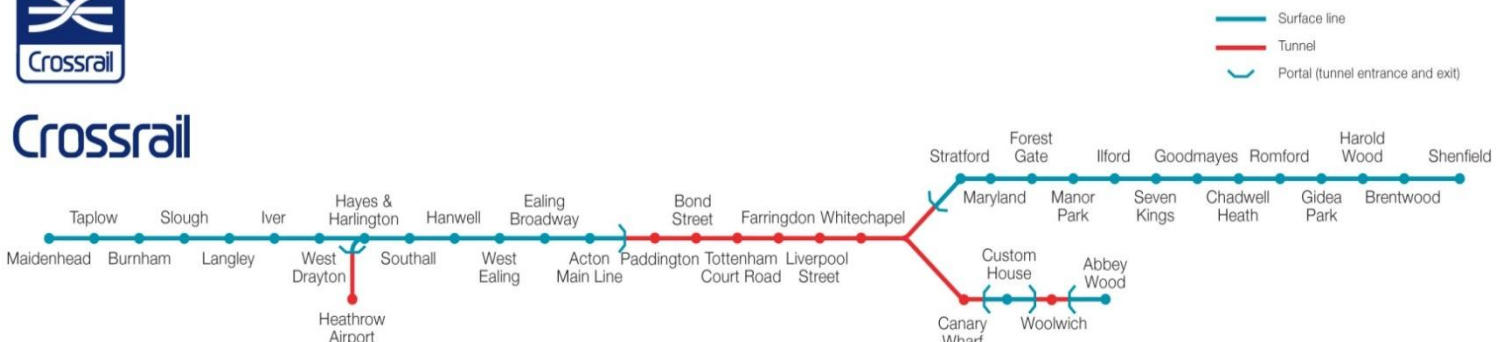 Crossrail
Surface line
Tunnel
Portal (tunnel entrance and exit)
Crossrail
Maidenhead
Taplow
Burnham
Slough
Langley
Iver
West
Drayton
Hayes &
Harlington
Heathrow
Airport
Southall
Hanwell
West
Ealing
Ealing
Broadway
Acton
Main Line
Paddington
Bond
Street
Tottenham
Court Road
Farringdon
Liverpool
Street
Whitechapel
Stratford
Maryland
Forest
Gate
Manor
Park
Ilford
Seven
Kings
Goodmayes
Chadwell
Heath
Romford
Gidea
Park
Harold
Wood
Brentwood
Shenfield
Canary
Wharf
Custom
House
Woolwich
Abbey
Wood